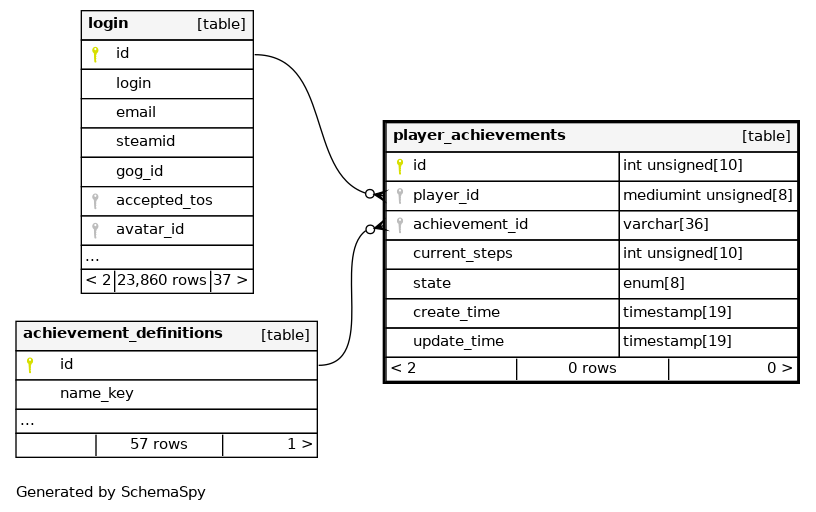 login [table]
id
login
email
steamid
gog_id
accepted_tos
avatar_id
...
< 2 23,860 rows 37 >
player_achievements [table]
id int unsigned[10]
player_id mediumint unsigned[8]
achievement_id varchar[36]
current_steps int unsigned[10]
state enum[8]
create_time timestamp[19]
update_time timestamp[19]
< 2 0 rows 0 >
achievement_definitions [table]
id
name_key
...
57 rows 1 >
Generated by SchemaSpy